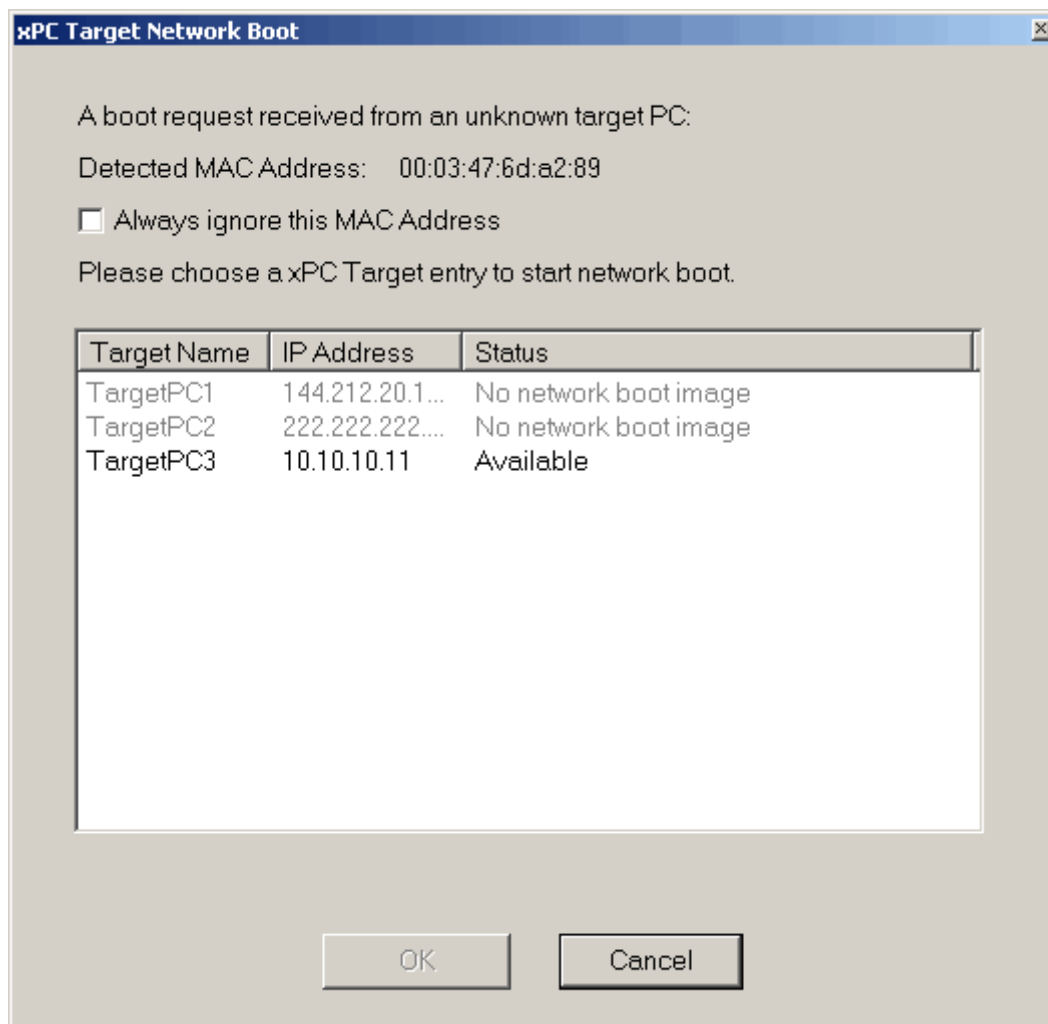 xPC Target Network Boot
A boot request received from an unknown target PC:
Detected MAC Address: 00:03:47:6d:a2:89
Always ignore this MAC Address
Please choose a xPC Target entry to start network boot.
Target Name IP Address Status
TargetPC1 144.212.20.1... No network boot image
TargetPC2 222.222.222.... No network boot image
TargetPC3 10.10.10.11 Available
OK Cancel